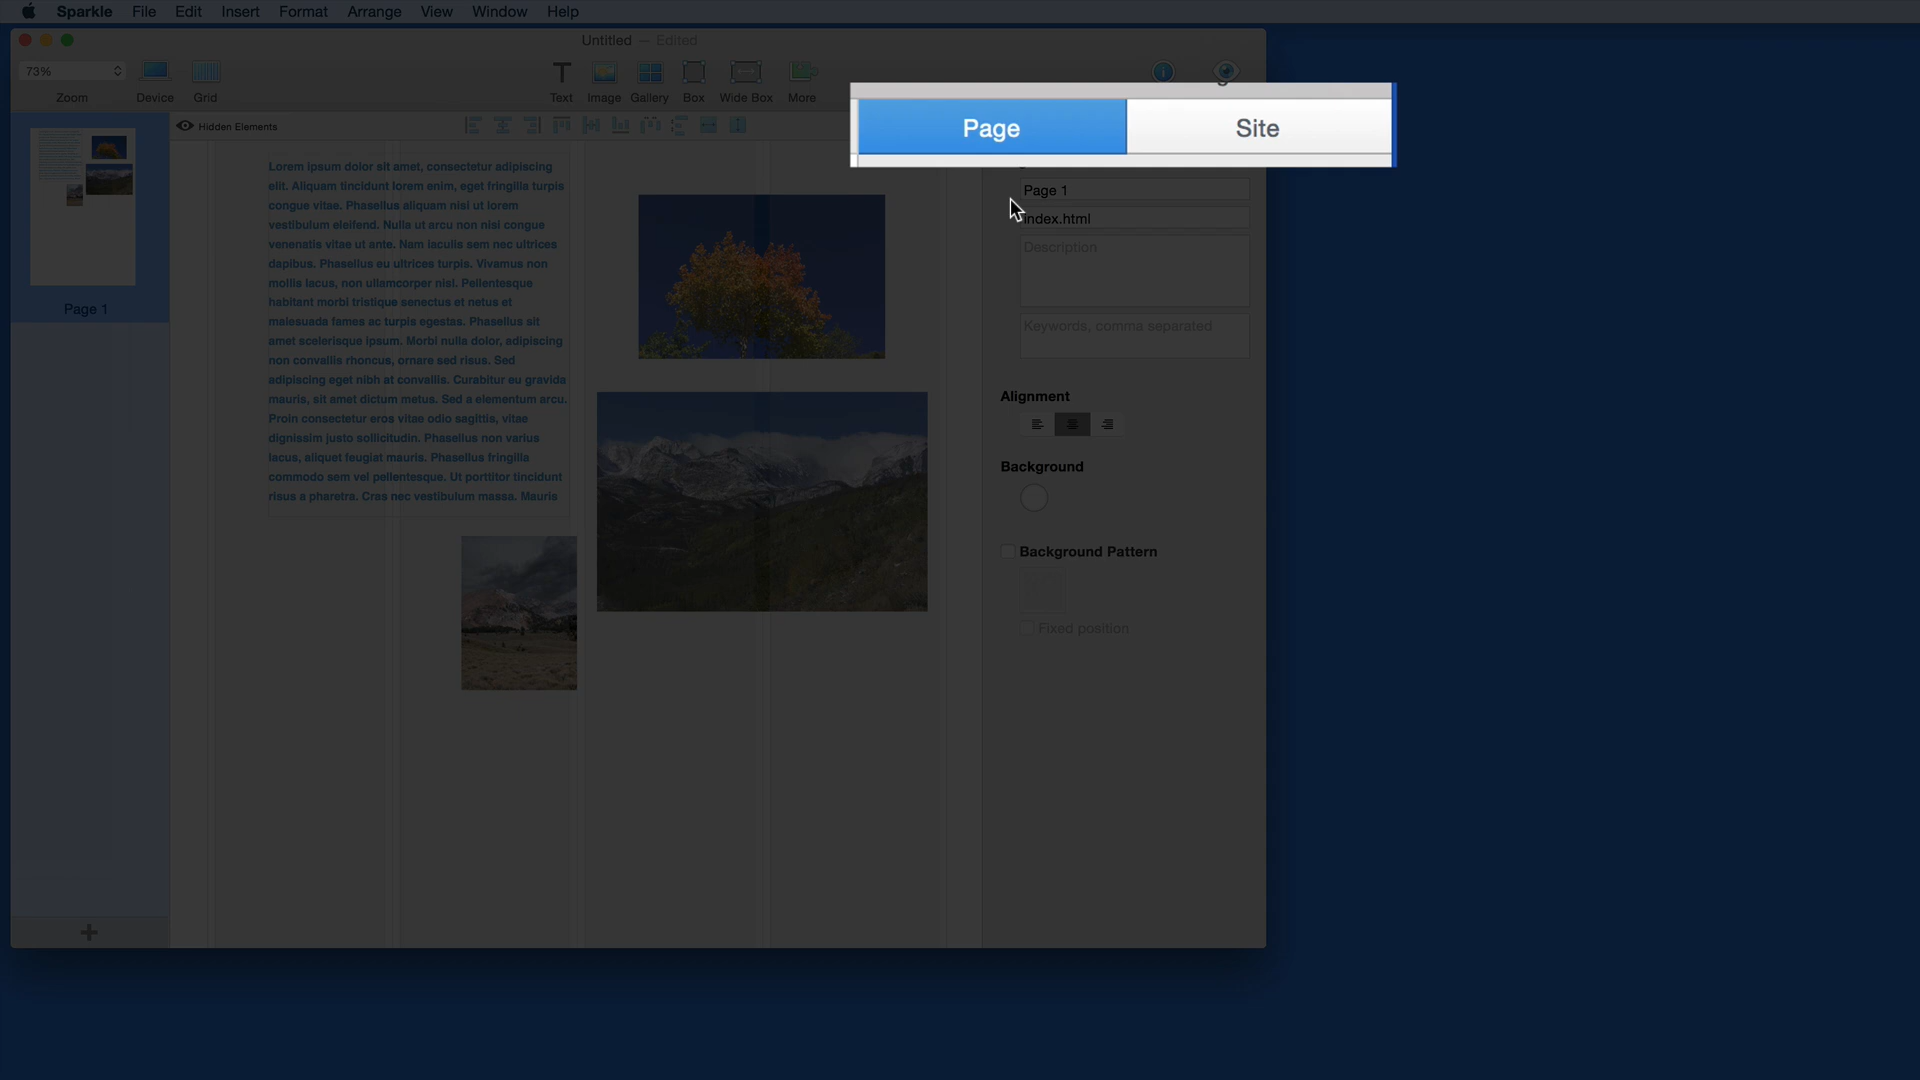 Sparkle File Edit Insert Format Arrange View Window Help
Untitled — Edited
73%
Zoom Device Grid Text Image Gallery Box Wide Box More
Page Site
Hidden Elements
Page 1
Lorem ipsum dolor sit amet, consectetur adipiscing
elit. Aliquam tincidunt lorem enim, eget fringilla turpis
congue vitae. Phasellus aliquam nisi ut lorem
vestibulum eleifend. Nulla ut arcu non nisi congue
venenatis vitae ut ante. Nam iaculis sem nec ultrices
dapibus. Phasellus eu ultrices turpis. Vivamus non
mollis lacus, non ullamcorper nisl. Pellentesque
habitant morbi tristique senectus et netus et
malesuada fames ac turpis egestas. Phasellus sit
amet scelerisque ipsum. Morbi nulla dolor, adipiscing
non convallis rhoncus, ornare sed risus. Sed
adipiscing eget nibh at convallis. Curabitur eu gravida
mauris, sit amet dictum metus. Sed a elementum arcu.
Proin consectetur eros vitae odio sagittis, vitae
dignissim justo sollicitudin. Phasellus non varius
lacus, aliquet feugiat mauris. Phasellus fringilla
commodo sem vel pellentesque. Ut porttitor tincidunt
risus a pharetra. Cras nec vestibulum massa. Mauris
Page 1
index.html
Description
Keywords, comma separated
Alignment
Background
Background Pattern
Fixed position